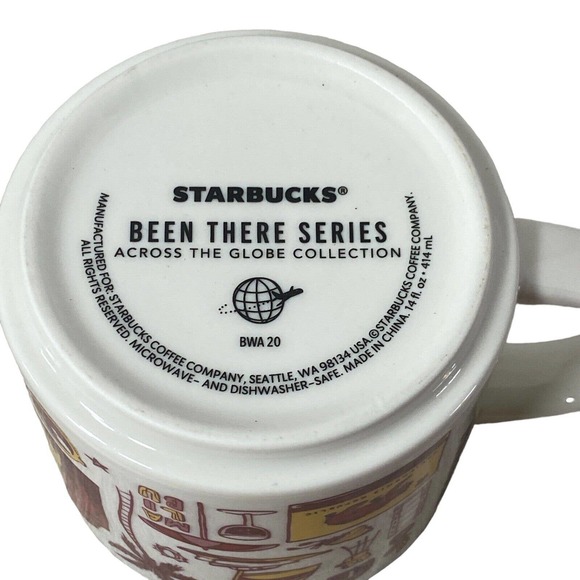 STARBUCKS®
BEEN THERE SERIES
ACROSS THE GLOBE COLLECTION
BWA 20
MANUFACTURED FOR: STARBUCKS COFFEE COMPANY, SEATTLE, WA 98134 USA.©STARBUCKS COFFEE COMPANY.
ALL RIGHTS RESERVED. MICROWAVE- AND DISHWASHER-SAFE. MADE IN CHINA. 14 fl. oz • 414 mL
MALIBU